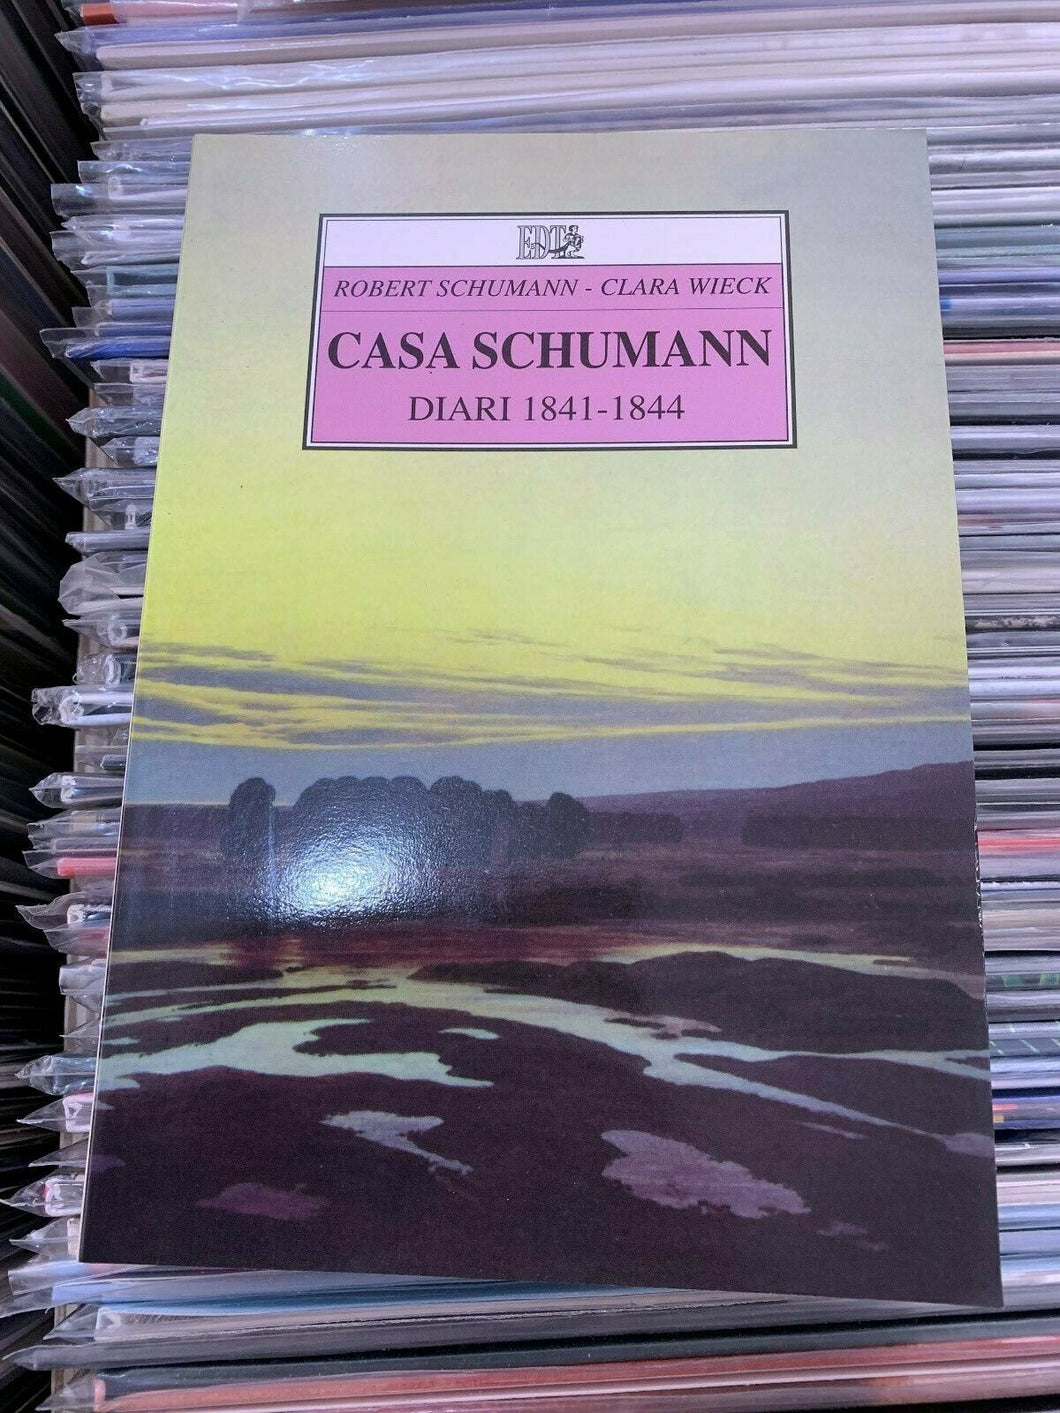 EDT
ROBERT SCHUMANN - CLARA WIECK
CASA SCHUMANN
DIARI 1841-1844